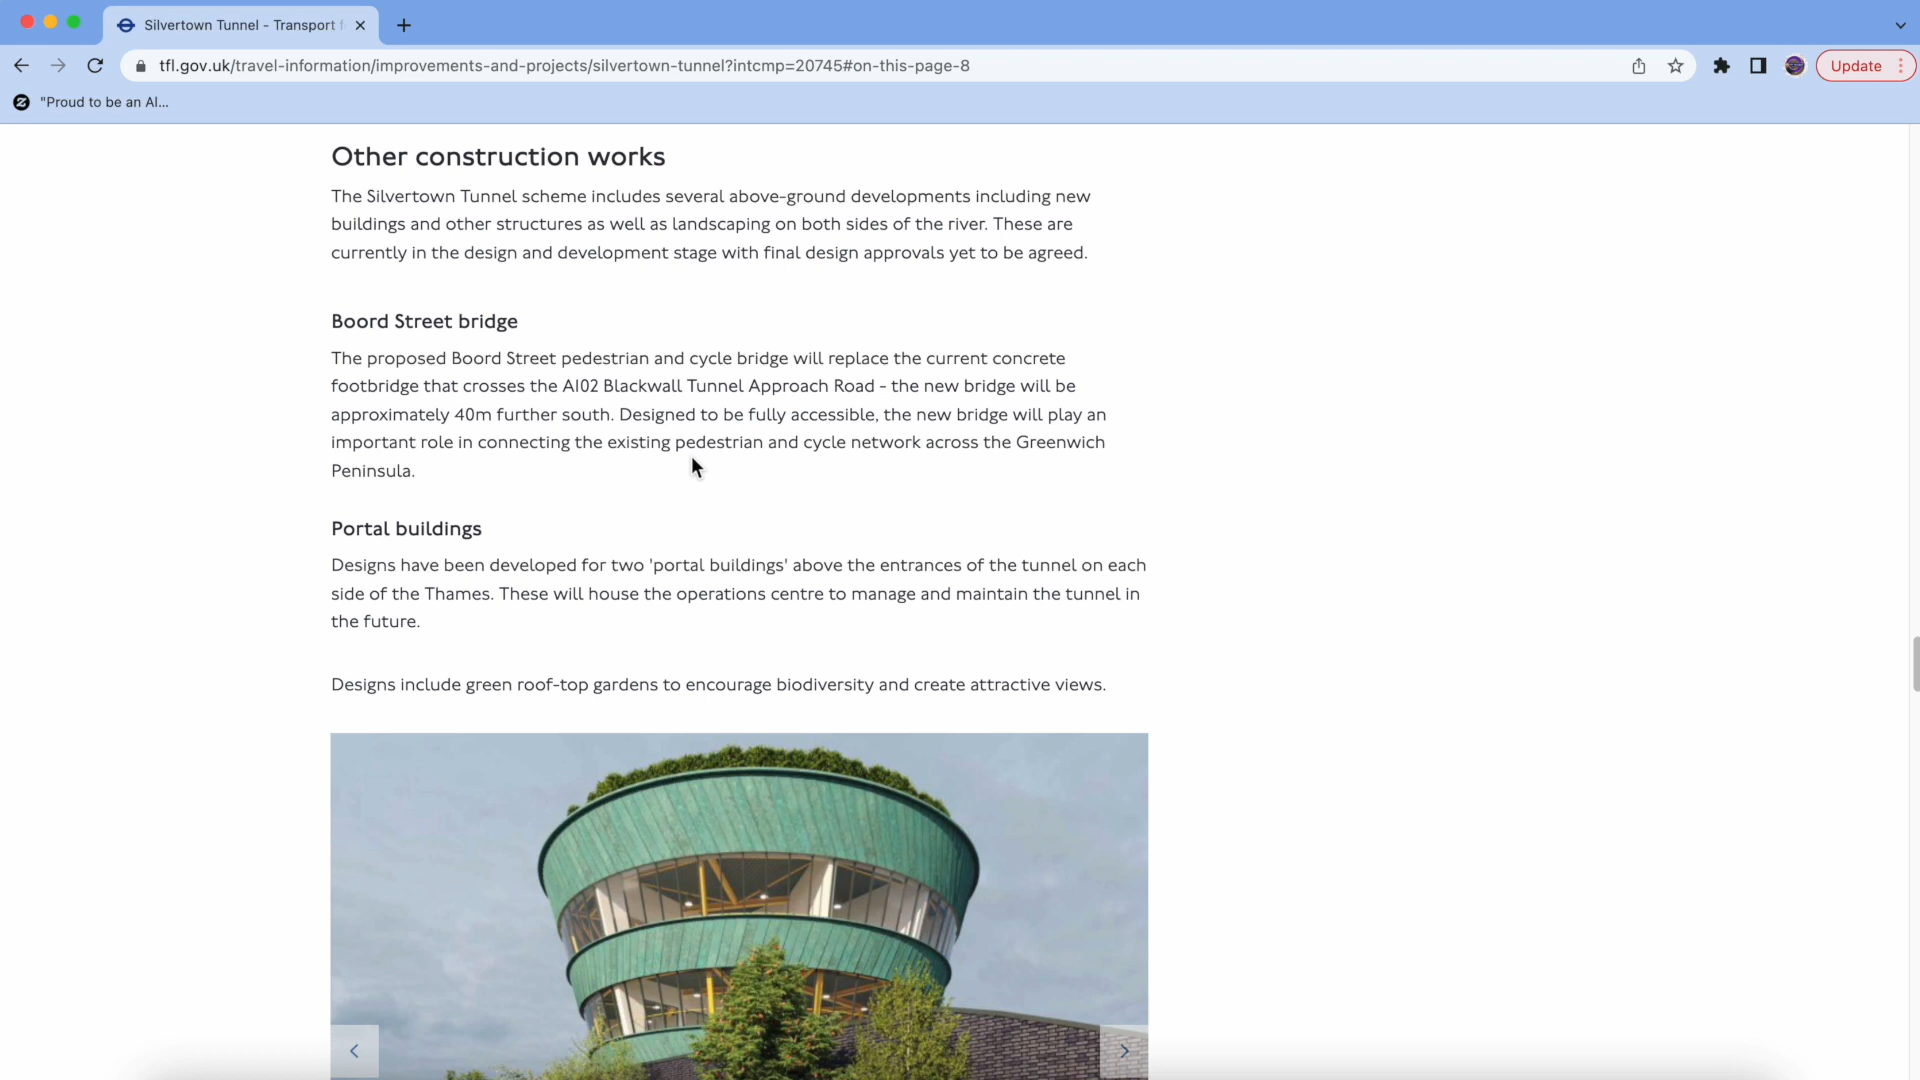 Silvertown Tunnel - Transport f
tfl.gov.uk/travel-information/improvements-and-projects/silvertown-tunnel?intcmp=20745#on-this-page-8
Update
"Proud to be an AI...
Other construction works
The Silvertown Tunnel scheme includes several above-ground developments including new
buildings and other structures as well as landscaping on both sides of the river. These are
currently in the design and development stage with final design approvals yet to be agreed.
Boord Street bridge
The proposed Boord Street pedestrian and cycle bridge will replace the current concrete
footbridge that crosses the A102 Blackwall Tunnel Approach Road - the new bridge will be
approximately 40m further south. Designed to be fully accessible, the new bridge will play an
important role in connecting the existing pedestrian and cycle network across the Greenwich
Peninsula.
Portal buildings
Designs have been developed for two 'portal buildings' above the entrances of the tunnel on each
side of the Thames. These will house the operations centre to manage and maintain the tunnel in
the future.
Designs include green roof-top gardens to encourage biodiversity and create attractive views.